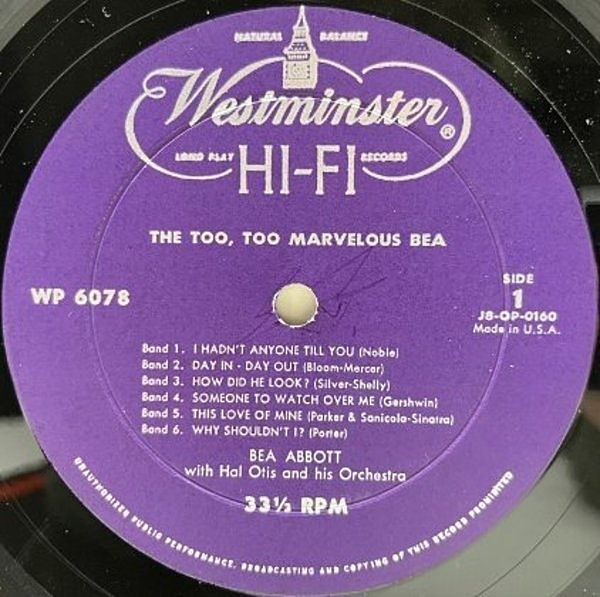 NATURAL BALANCE
Westminster®
LONG PLAY RECORDS
HI-FI
THE TOO, TOO MARVELOUS BEA
WP 6078
SIDE
1
J8-OP-0160
Made in U.S.A.
Band 1. I HADN'T ANYONE TILL YOU (Noble)
Band 2. DAY IN - DAY OUT (Bloom-Mercer)
Band 3. HOW DID HE LOOK? (Silver-Shelly)
Band 4. SOMEONE TO WATCH OVER ME (Gershwin)
Band 5. THIS LOVE OF MINE (Parker & Sanicola-Sinatra)
Band 6. WHY SHOULDN'T I? (Porter)
BEA ABBOTT
with Hal Otis and his Orchestra
33⅓ RPM
UNAUTHORIZED PUBLIC PERFORMANCE, BROADCASTING AND COPYING OF THIS RECORD PROHIBITED